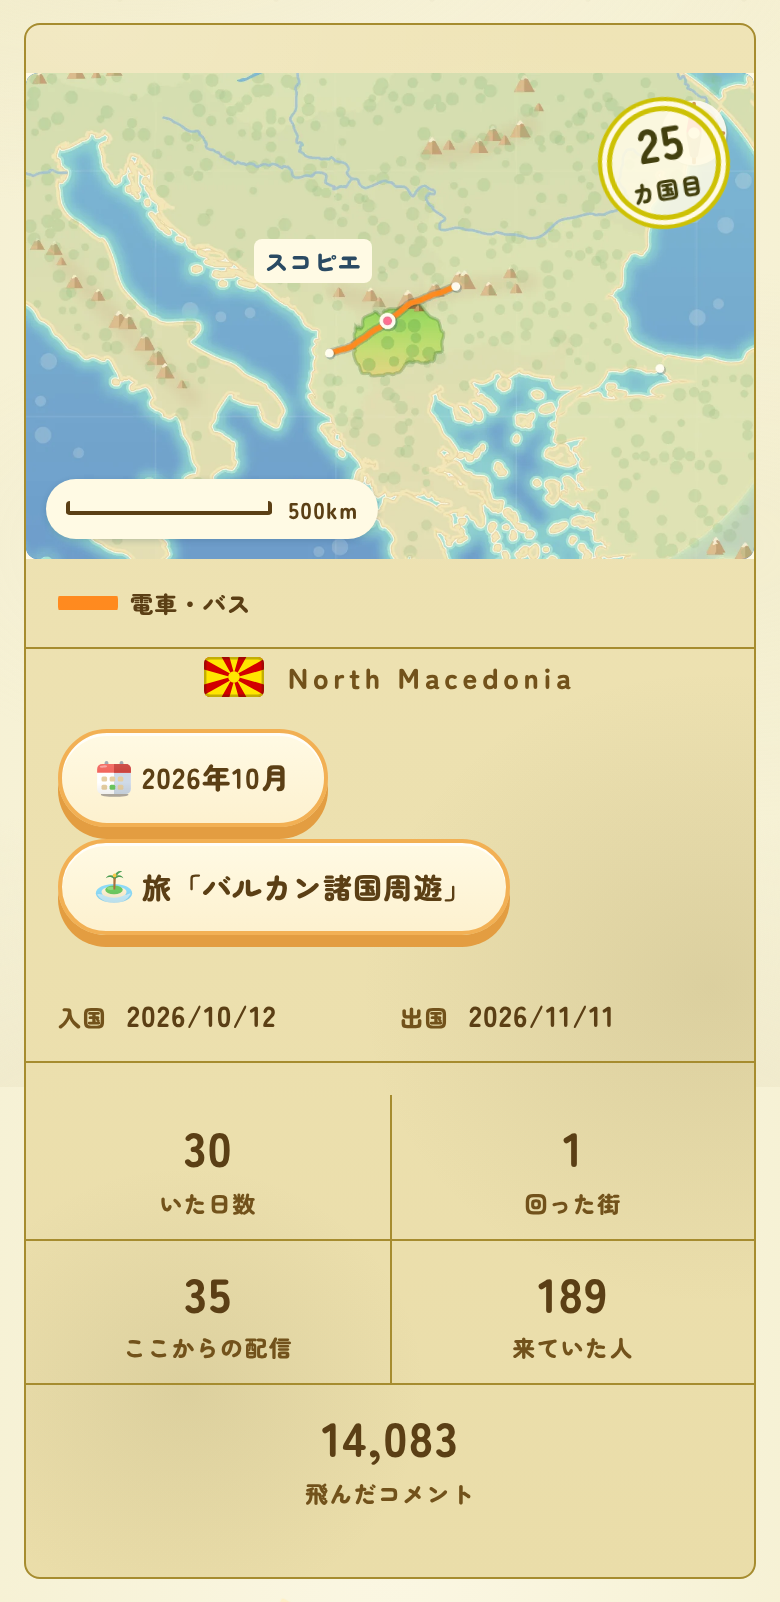 25
カ国目
スコピエ
500km
電車・バス
North Macedonia
2026年10月
旅「バルカン諸国周遊」
入国 2026/10/12 出国 2026/11/11
30 1
いた日数 回った街
35 189
ここからの配信 来ていた人
14,083
飛んだコメント